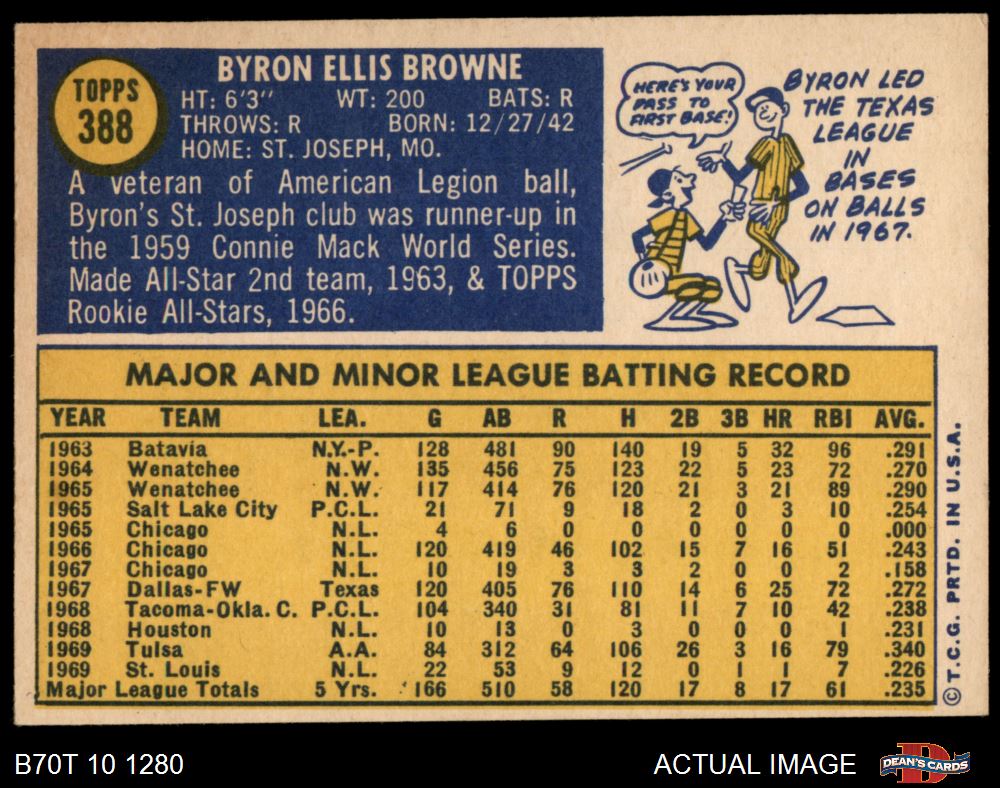 TOPPS
388
BYRON ELLIS BROWNE
HT: 6'3" WT: 200 BATS: R
THROWS: R BORN: 12/27/42
HOME: ST. JOSEPH, MO.
A veteran of American Legion ball,
Byron's St. Joseph club was runner-up in
the 1959 Connie Mack World Series.
Made All-Star 2nd team, 1963, & TOPPS
Rookie All-Stars, 1966.
HERE'S YOUR
PASS TO
FIRST BASE!
BYRON LED
THE TEXAS
LEAGUE
IN
BASES
ON BALLS
IN 1967.
MAJOR AND MINOR LEAGUE BATTING RECORD
YEAR TEAM LEA. G AB R H 2B 3B HR RBI AVG.
1963 Batavia N.Y.-P. 128 481 90 140 19 5 32 96 .291
1964 Wenatchee N.W. 135 456 75 123 22 5 23 72 .270
1965 Wenatchee N.W. 117 414 76 120 21 3 21 89 .290
1965 Salt Lake City P.C.L. 21 71 9 18 2 0 3 10 .254
1965 Chicago N.L. 4 6 0 0 0 0 0 0 .000
1966 Chicago N.L. 120 419 46 102 15 7 16 51 .243
1967 Chicago N.L. 10 19 3 3 2 0 0 2 .158
1967 Dallas-FW Texas 120 405 76 110 14 6 25 72 .272
1968 Tacoma-Okla. C. P.C.L. 104 340 31 81 11 7 10 42 .238
1968 Houston N.L. 10 13 0 3 0 0 0 1 .231
1969 Tulsa A.A. 84 312 64 106 26 3 16 79 .340
1969 St. Louis N.L. 22 53 9 12 0 1 1 7 .226
Major League Totals 5 Yrs. 166 510 58 120 17 8 17 61 .235
© T.C.G. PRTD. IN U.S.A.
B70T 10 1280
ACTUAL IMAGE
D
DEAN'S CARDS